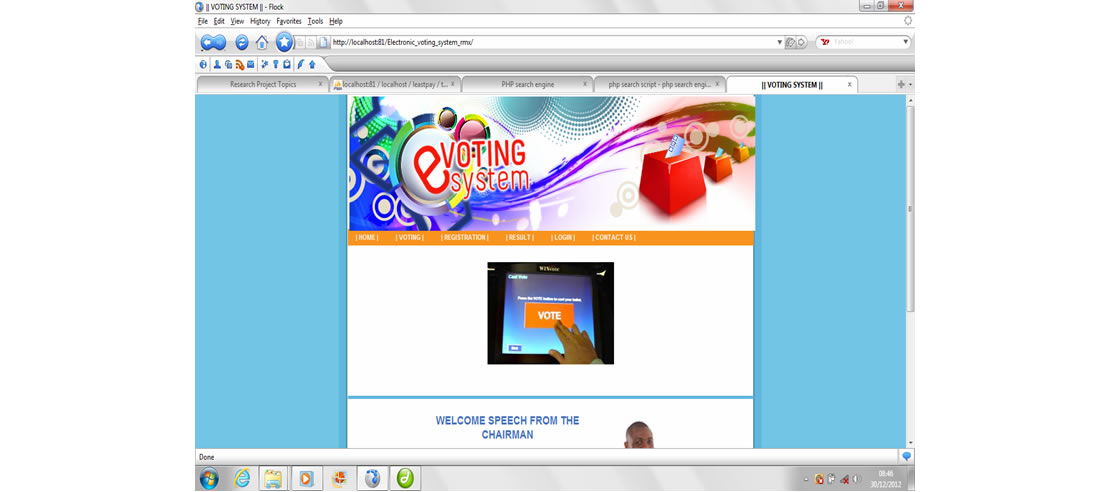 || VOTING SYSTEM || - Flock
File Edit View History Favorites Tools Help
http://localhost:81/Electronic_voting_system_rmx/
Yahoo!
Research Project Topics x
localhost:81 / localhost / leastpay / t... x
PHP search engine x
php search script - php search engi... x
|| VOTING SYSTEM || x
eVOTING
system
| HOME | | VOTING | | REGISTRATION | | RESULT | | LOGIN | | CONTACT US |
WINvote
Cast Vote
Press the VOTE button to cast your ballot.
VOTE
WELCOME SPEECH FROM THE
CHAIRMAN
Done
08:46
30/12/2012